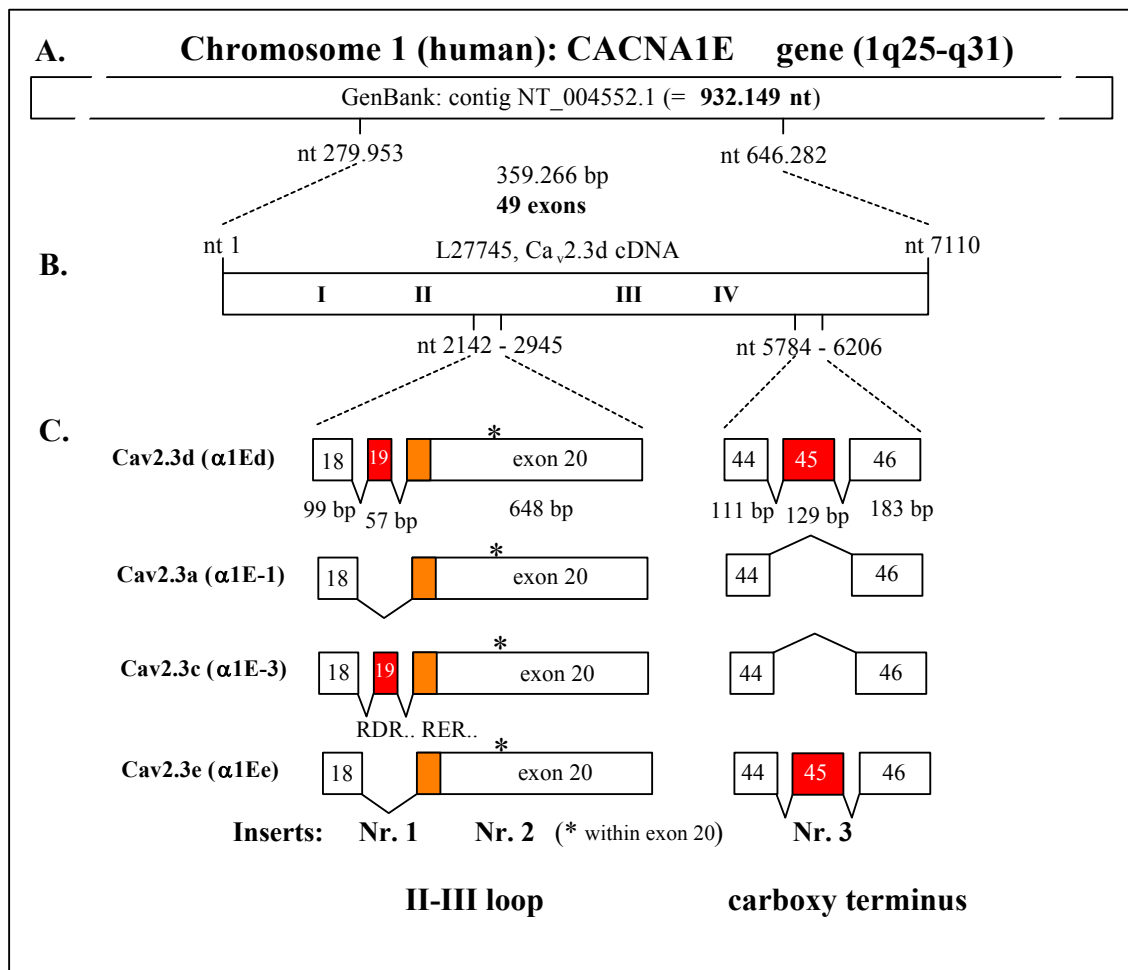 A. Chromosome 1 (human): CACNA1E gene (1q25-q31)
GenBank: contig NT_004552.1 (= 932.149 nt)
nt 279.953 nt 646.282
359.266 bp
49 exons
nt 1 L27745, Cav2.3d cDNA nt 7110
B.
I II III IV
nt 2142 - 2945 nt 5784 - 6206
C.
*
Cav2.3d (α1Ed) 18 19 exon 20 44 45 46
99 bp 57 bp 648 bp 111 bp 129 bp 183 bp
*
Cav2.3a (α1E-1) 18 exon 20 44 46
*
Cav2.3c (α1E-3) 18 19 exon 20 44 46
RDR.. RER..
*
Cav2.3e (α1Ee) 18 exon 20 44 45 46
Inserts: Nr. 1 Nr. 2 (* within exon 20) Nr. 3
II-III loop carboxy terminus